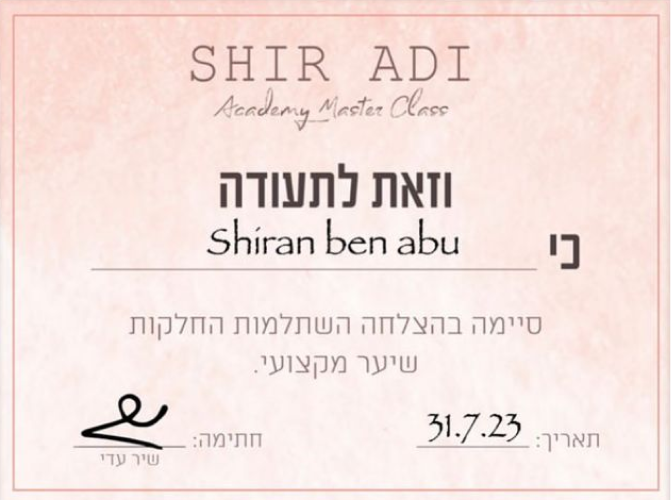 SHIR ADI
Academy Master Class
וזאת לתעודה
כי Shiran ben abu
סיימה בהצלחה השתלמות החלקות
שיער מקצועי.
תאריך: 31.7.23 חתימה:
שיר עדי